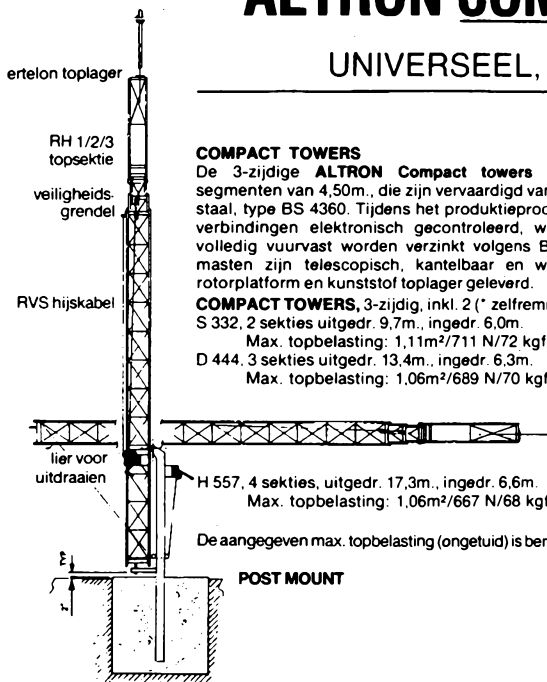 ALTRON COM
UNIVERSEEL,
ertelon toplager
RH 1/2/3
topsektie
veiligheids-
grendel
RVS hijskabel
lier voor
uitdraaien
COMPACT TOWERS
De 3-zijdige ALTRON Compact towers
segmenten van 4,50m., die zijn vervaardigd van
staal, type BS 4360. Tijdens het produktieproc
verbindingen elektronisch gecontroleerd, w
volledig vuurvast worden verzinkt volgens B
masten zijn telescopisch, kantelbaar en w
rotorplatform en kunststof toplager geleverd.
COMPACT TOWERS, 3-zijdig, inkl. 2 (* zelfremm
S 332, 2 sekties uitgedr. 9,7m., ingedr. 6,0m.
Max. topbelasting: 1,11m²/711 N/72 kgf
D 444, 3 sekties uitgedr. 13,4m., ingedr. 6,3m.
Max. topbelasting: 1,06m²/689 N/70 kgf
H 557, 4 sekties, uitgedr. 17,3m., ingedr. 6,6m.
Max. topbelasting: 1,06m²/667 N/68 kgf
De aangegeven max. topbelasting (ongetuid) is ber
POST MOUNT